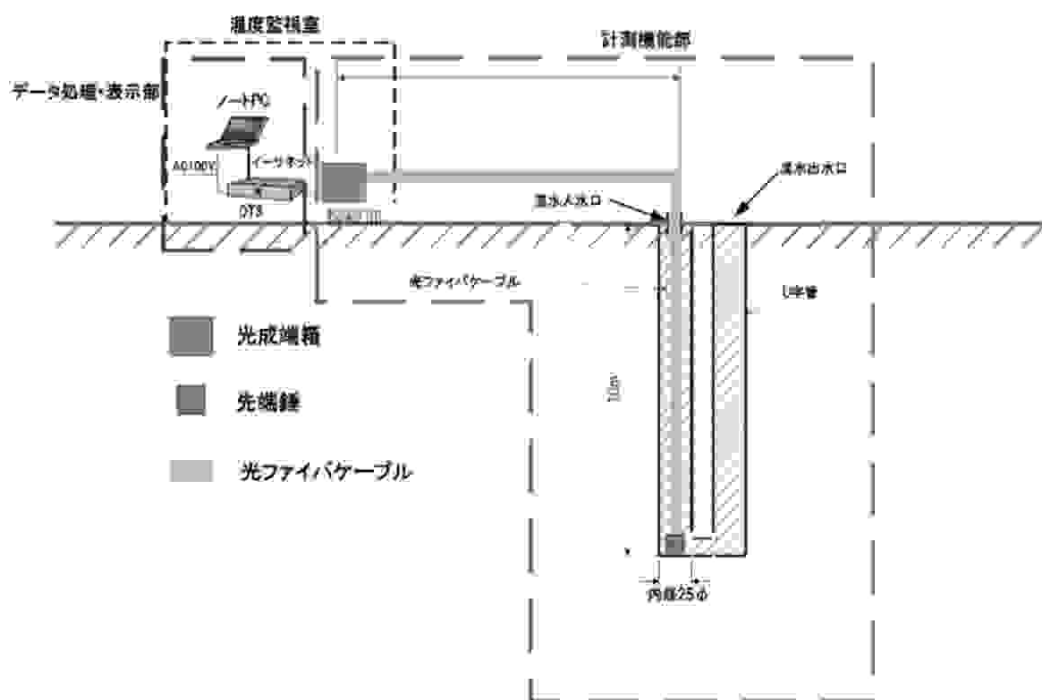 温度監視室
計測機能部
データ処理・表示部
ノートPC
AC100V
イーサネット
DTS
温水入水口
温水出水口
光ファイバケーブル
U字管
光成端箱
先端錘
光ファイバケーブル
10m
内径25φ